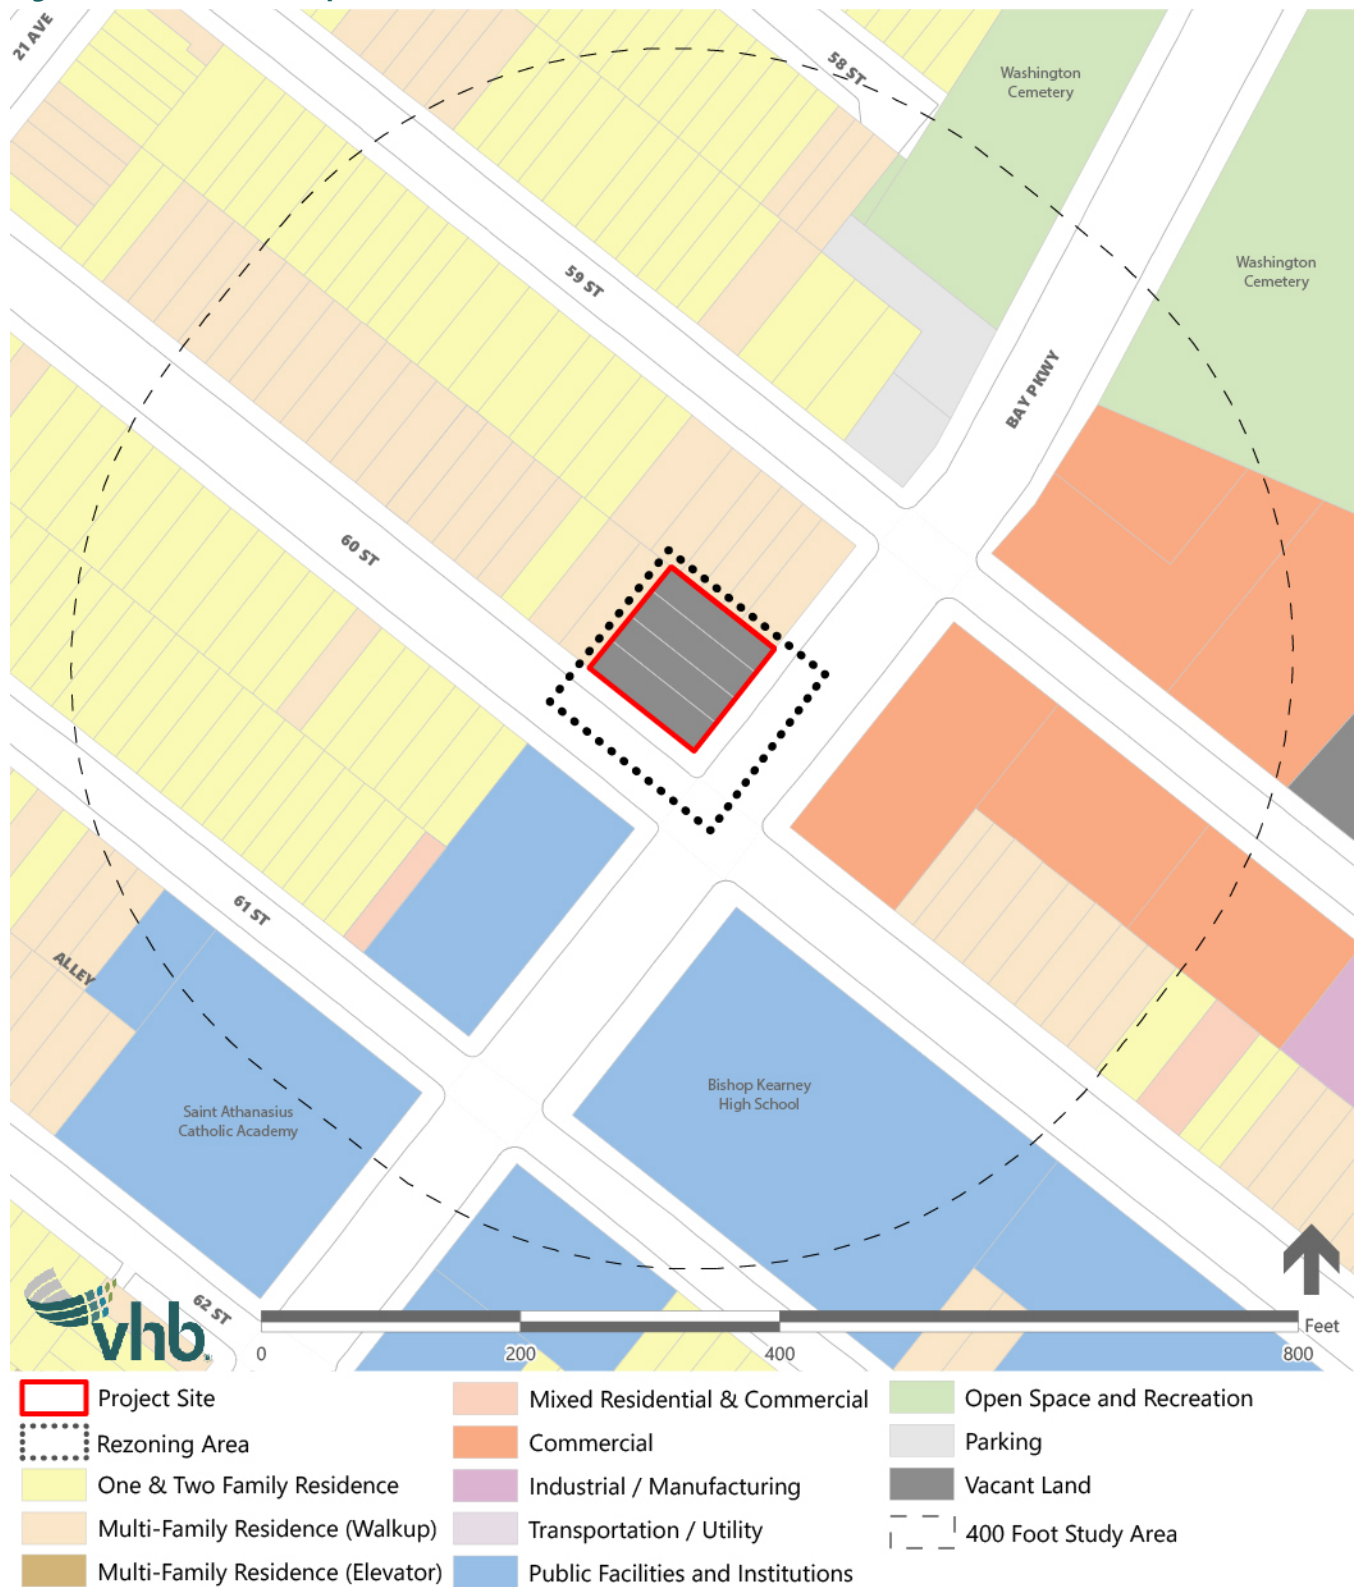 21 AVE
58 ST
Washington
Cemetery
Washington
Cemetery
59 ST
BAY PKWY
60 ST
61 ST
ALLEY
Bishop Kearney
High School
Saint Athanasius
Catholic Academy
62 ST
vhb
Feet
0 200 400 800
Project Site
Rezoning Area
One & Two Family Residence
Multi-Family Residence (Walkup)
Multi-Family Residence (Elevator)
Mixed Residential & Commercial
Commercial
Industrial / Manufacturing
Transportation / Utility
Public Facilities and Institutions
Open Space and Recreation
Parking
Vacant Land
400 Foot Study Area